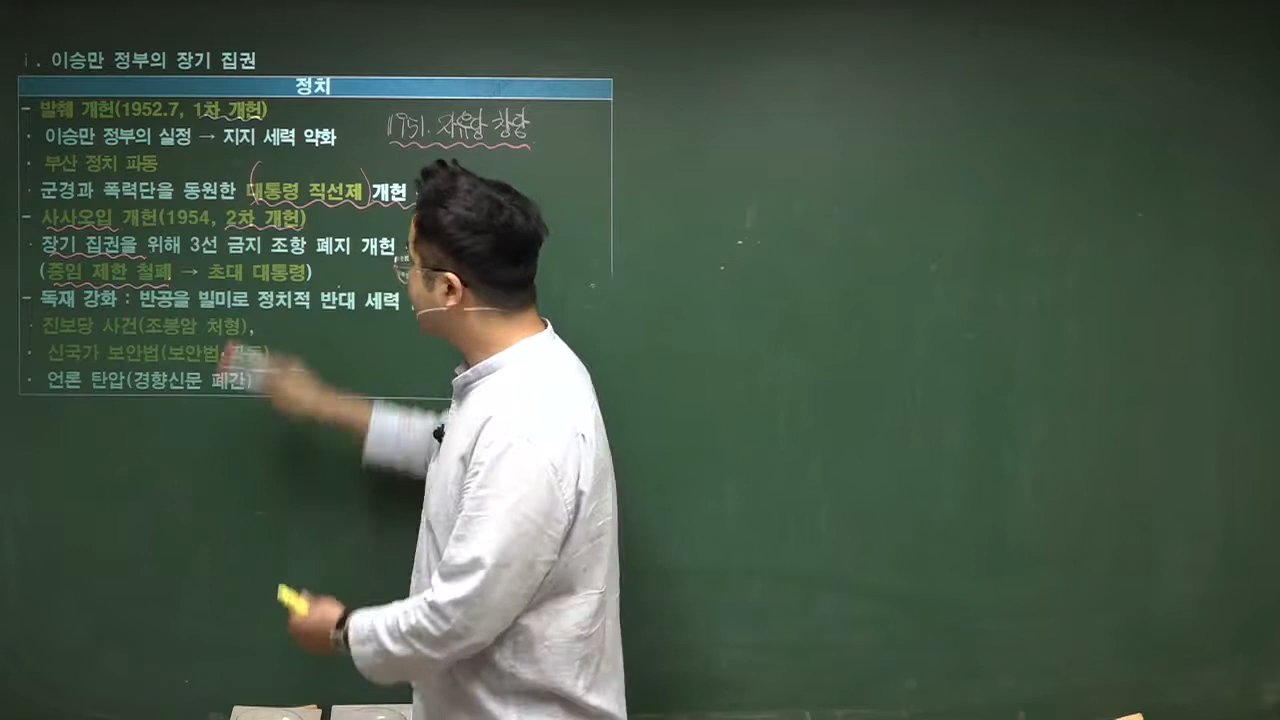 Ⅰ. 이승만 정부의 장기 집권
정치
- 발췌 개헌(1952.7, 1차 개헌)
· 이승만 정부의 실정 → 지지 세력 약화
1951. 자유당 창당
· 부산 정치 파동
· 군경과 폭력단을 동원한 대통령 직선제 개헌
- 사사오입 개헌(1954, 2차 개헌)
· 장기 집권을 위해 3선 금지 조항 폐지 개헌
(중임 제한 철폐 → 초대 대통령)
- 독재 강화 : 반공을 빌미로 정치적 반대 세력
· 진보당 사건(조봉암 처형),
· 신국가 보안법(보안법
· 언론 탄압(경향신문 폐간)